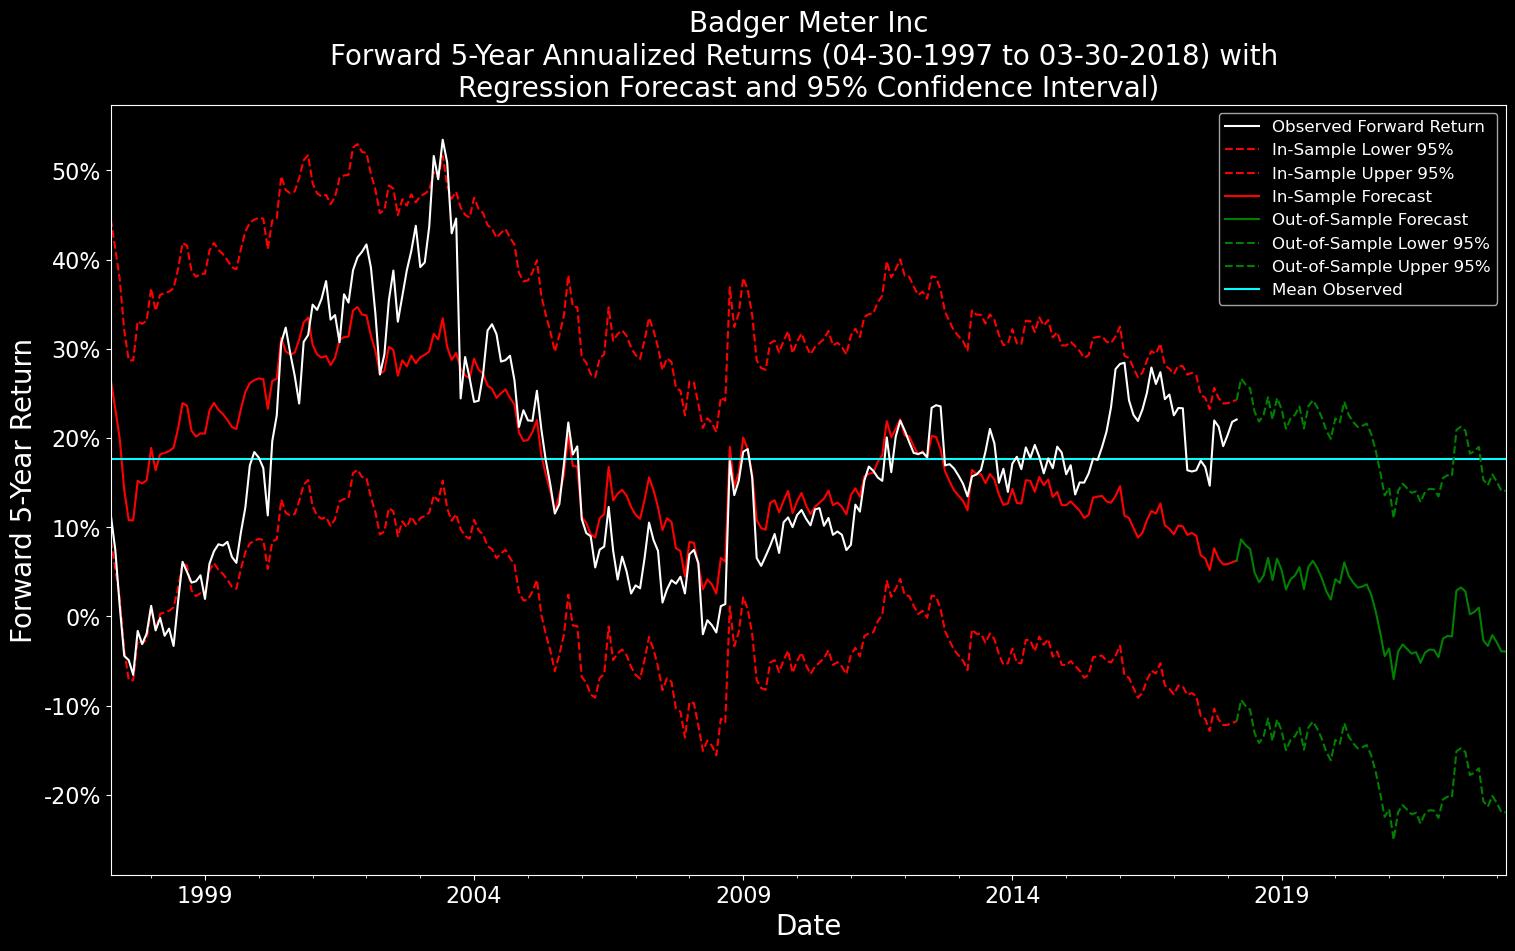 Badger Meter Inc
Forward 5-Year Annualized Returns (04-30-1997 to 03-30-2018) with
Regression Forecast and 95% Confidence Interval)
Observed Forward Return
In-Sample Lower 95%
In-Sample Upper 95%
In-Sample Forecast
Out-of-Sample Forecast
Out-of-Sample Lower 95%
Out-of-Sample Upper 95%
Mean Observed
Forward 5-Year Return
50%
40%
30%
20%
10%
0%
-10%
-20%
1999 2004 2009 2014 2019
Date